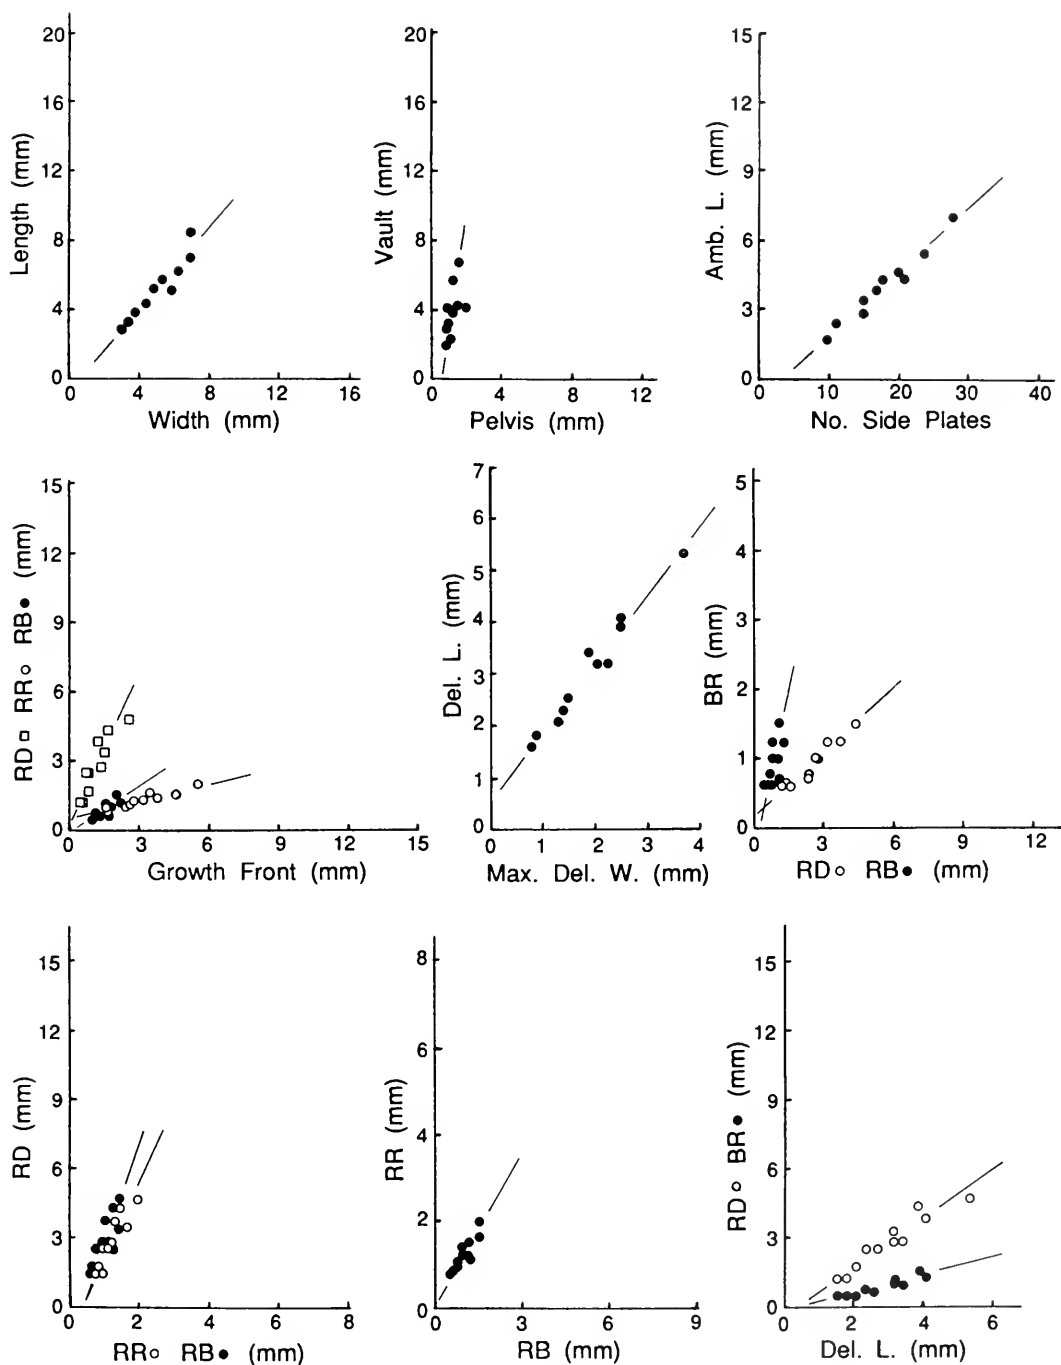 20
16
12
8
4
0
Length (mm)
0 4 8 12 16
Width (mm)
20
16
12
8
4
0
Vault (mm)
0 4 8 12
Pelvis (mm)
15
12
9
6
3
0
Amb. L. (mm)
0 10 20 30 40
No. Side Plates
15
12
9
6
3
0
RD□ RR○ RB● (mm)
0 3 6 9 12 15
Growth Front (mm)
7
6
5
4
3
2
1
0
Del. L. (mm)
0 1 2 3 4
Max. Del. W. (mm)
5
4
3
2
1
0
BR (mm)
0 3 6 9 12
RD○ RB● (mm)
15
12
9
6
3
0
RD (mm)
0 2 4 6 8
RR○ RB● (mm)
8
6
4
2
0
RR (mm)
0 3 6 9
RB (mm)
15
12
9
6
3
0
RD○ BR● (mm)
0 2 4 6
Del. L. (mm)